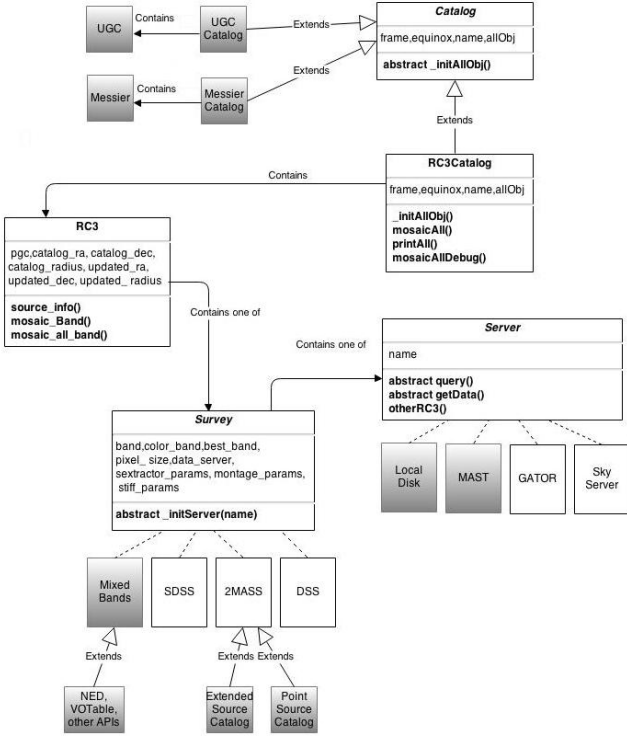 Catalog
frame,equinox,name,allObj
abstract _initAllObj()
UGC
Contains
UGC
Catalog
Extends
Messier
Contains
Messier
Catalog
Extends
Extends
RC3Catalog
frame,equinox,name,allObj
_initAllObj()
mosaicAll()
printAll()
mosaicAllDebug()
Contains
RC3
pgc,catalog_ra, catalog_dec,
catalog_radius, updated_ra,
updated_dec, updated_ radius
source_info()
mosaic_Band()
mosaic_all_band()
Contains one of
Contains one of
Server
name
abstract query()
abstract getData()
otherRC3()
Local
Disk
MAST
GATOR
Sky
Server
Survey
band,color_band,best_band,
pixel_ size,data_server,
sextractor_params, montage_params,
stiff_params
abstract _initServer(name)
Mixed
Bands
SDSS
2MASS
DSS
Extends
Extends
Extends
NED,
VOTable,
other APIs
Extended
Source
Catalog
Point
Source
Catalog